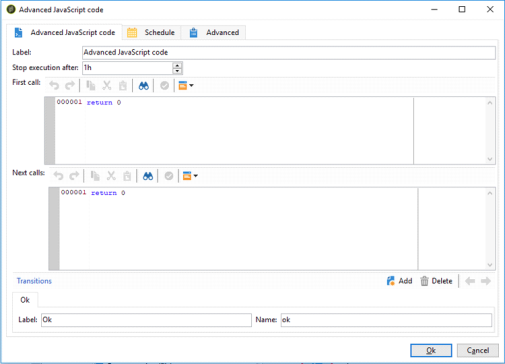 Advanced JavaScript code
Advanced JavaScript code Schedule Advanced
Label: Advanced JavaScript code
Stop execution after: 1h
First call:
000001 return 0
Next calls:
000001 return 0
Transitions Add Delete
Ok
Label: Ok Name: ok
Ok Cancel